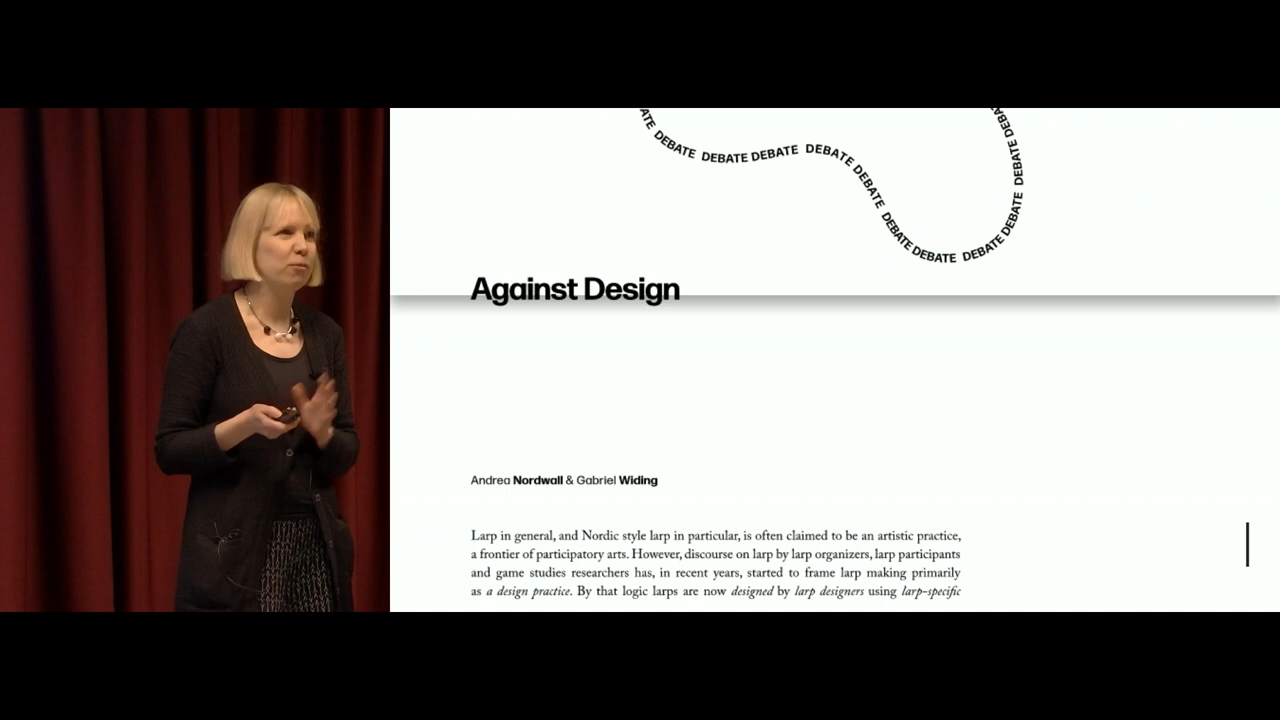 ATE DEBATE DEBATE DEBATE DEBATE DEBATE DEBATE DEBATE DEBATE DEBATE DEBATE DEBA
Against Design
Andrea Nordwall & Gabriel Widing
Larp in general, and Nordic style larp in particular, is often claimed to be an artistic practice,
a frontier of participatory arts. However, discourse on larp by larp organizers, larp participants
and game studies researchers has, in recent years, started to frame larp making primarily
as a design practice. By that logic larps are now designed by larp designers using larp-specific